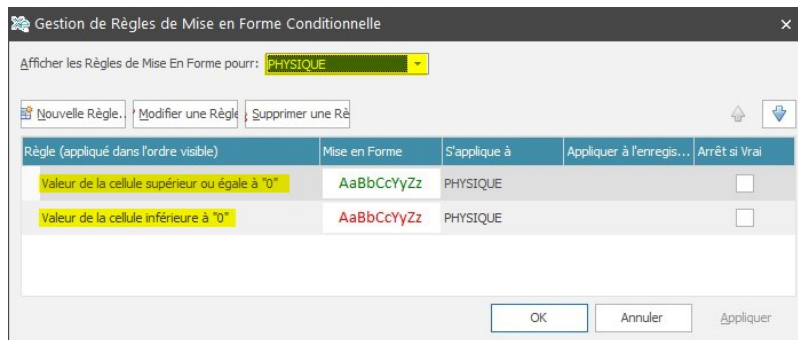 Gestion de Règles de Mise en Forme Conditionnelle
Afficher les Règles de Mise En Forme pourr: PHYSIQUE
Nouvelle Règle.. Modifier une Règle Supprimer une Rè
Règle (appliqué dans l'ordre visible) Mise en Forme S'applique à Appliquer à l'enregis... Arrêt si Vrai
Valeur de la cellule supérieur ou égale à "0" AaBbCcYyZz PHYSIQUE
Valeur de la cellule inférieure à "0" AaBbCcYyZz PHYSIQUE
OK Annuler Appliquer